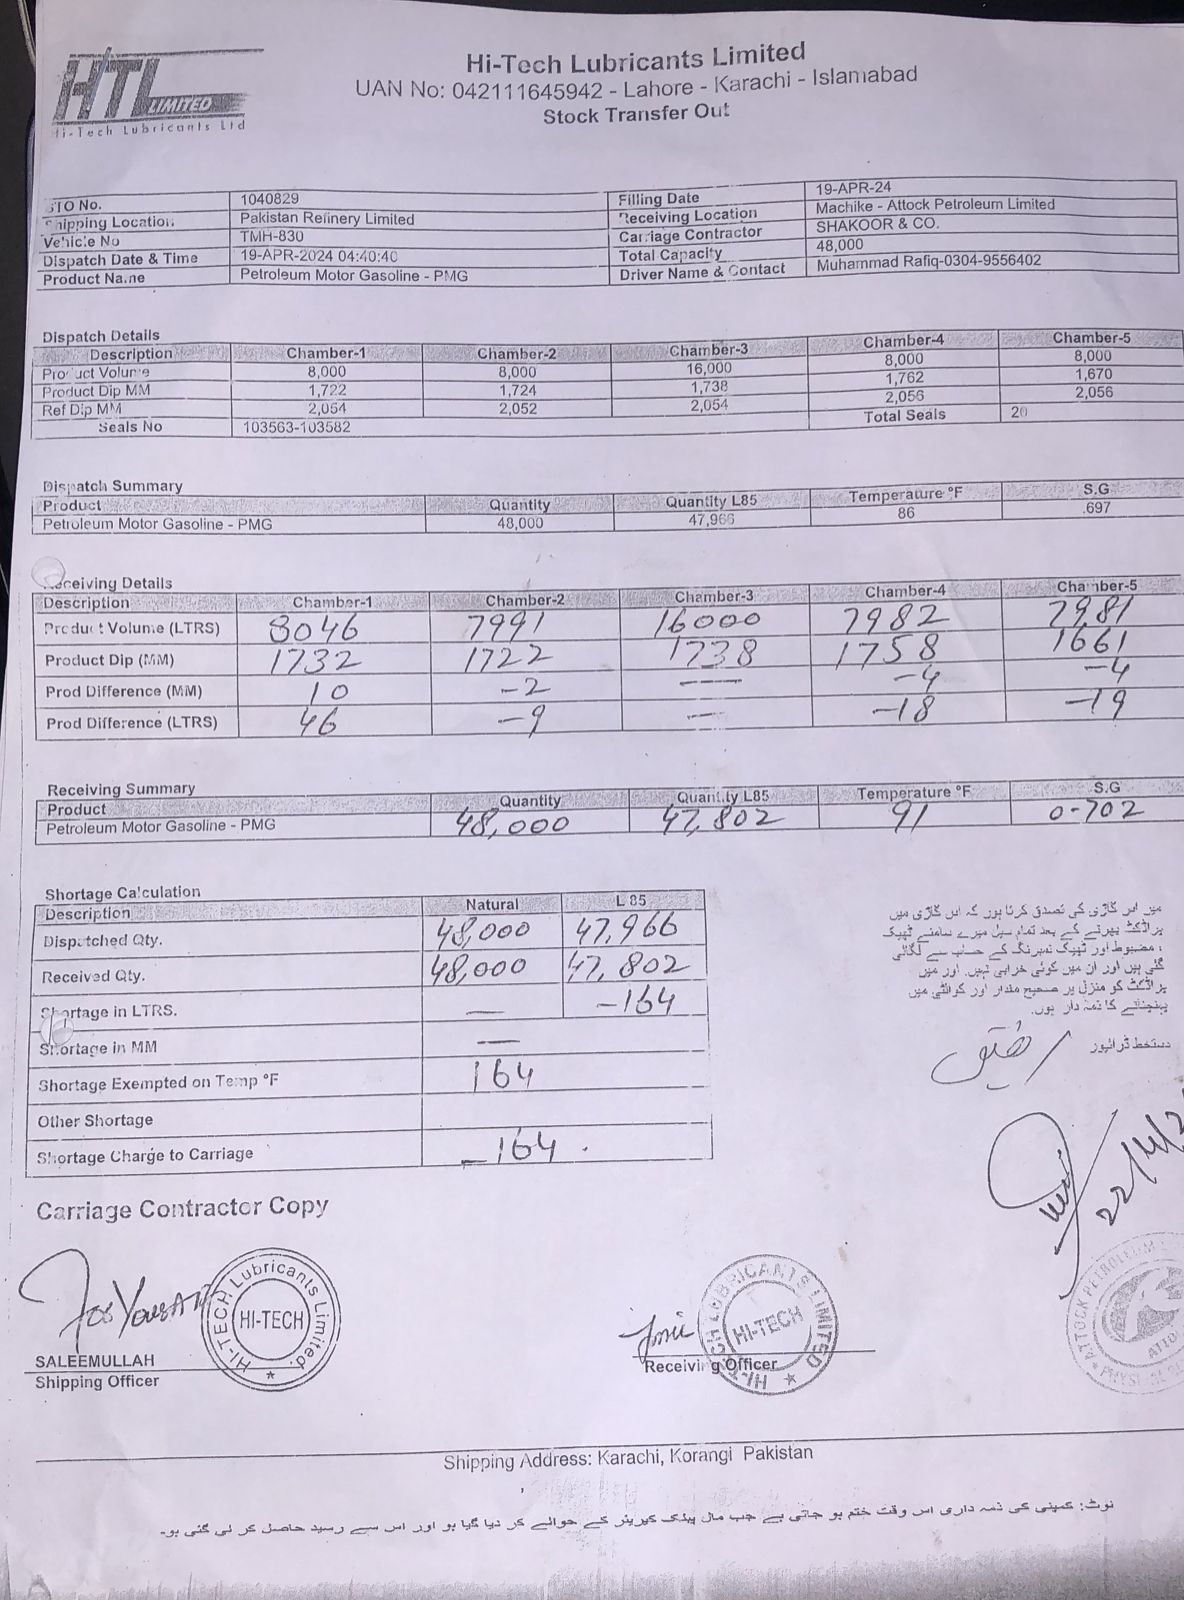 HTL LIMITED
Hi-Tech Lubricants Ltd
Hi-Tech Lubricants Limited
UAN No: 042111645942 - Lahore - Karachi - Islamabad
Stock Transfer Out
STO No. 1040829 Filling Date 19-APR-24
Shipping Location Pakistan Refinery Limited Receiving Location Machike - Attock Petroleum Limited
Vehicle No TMH-830 Carriage Contractor SHAKOOR & CO.
Dispatch Date & Time 19-APR-2024 04:40:40 Total Capacity 48,000
Product Name Petroleum Motor Gasoline - PMG Driver Name & Contact Muhammad Rafiq-0304-9556402
Dispatch Details
Description Chamber-1 Chamber-2 Chamber-3 Chamber-4 Chamber-5
Product Volume 8,000 8,000 16,000 8,000 8,000
Product Dip MM 1,722 1,724 1,738 1,762 1,670
Ref Dip MM 2,054 2,052 2,054 2,056 2,056
Seals No 103563-103582 Total Seals 20
Dispatch Summary
Product Quantity Quantity L85 Temperature °F S.G
Petroleum Motor Gasoline - PMG 48,000 47,966 86 .697
Receiving Details
Description Chamber-1 Chamber-2 Chamber-3 Chamber-4 Chamber-5
Product Volume (LTRS) 8046 7991 16000 7982 7981
Product Dip (MM) 1732 1722 1738 1758 1661
Prod Difference (MM) 10 -2 — -4 -4
Prod Difference (LTRS) 46 -9 — -18 -19
Receiving Summary
Product Quantity Quantity L85 Temperature °F S.G
Petroleum Motor Gasoline - PMG 48,000 47,802 91 0-702
Shortage Calculation
Description Natural L 85
Dispatched Qty. 48,000 47,966
Received Qty. 48,000 47,802
Shortage in LTRS. — -164
Shortage in MM —
Shortage Exempted on Temp °F 164
Other Shortage
Shortage Charge to Carriage -164.
میں اس گاڑی کی تصدق کرتا ہوں کہ اس گاڑی میں
پراڈکٹ بھرنے کے بعد تمام سیل میرے سامنے ٹھیک
، مضبوط اور ٹھیک نمبرنگ کے حساب سے لگائی
گئی ہیں اور ان میں کوئی خرابی نہیں۔ اور میں
پراڈکٹ کو منزل پر صحیح مقدار اور کوالٹی میں
پہنچانے کا ذمہ دار ہوں۔
دستخط ڈرائیور رفیق
22/4/2
Carriage Contractor Copy
HI-TECH Lubricants Limited.
HI-TECH
SALEEMULLAH
Shipping Officer
HI-TECH LUBRICANTS LIMITED
HI-TECH
Receiving Officer
ATTOCK PETROLEUM
Shipping Address: Karachi, Korangi Pakistan
نوٹ: کمپنی کی ذمہ داری اس وقت ختم ہو جاتی ہے جب مال پبلک کیریئر کے حوالے کر دیا گیا ہو اور اس سے رسید حاصل کر لی گئی ہو۔